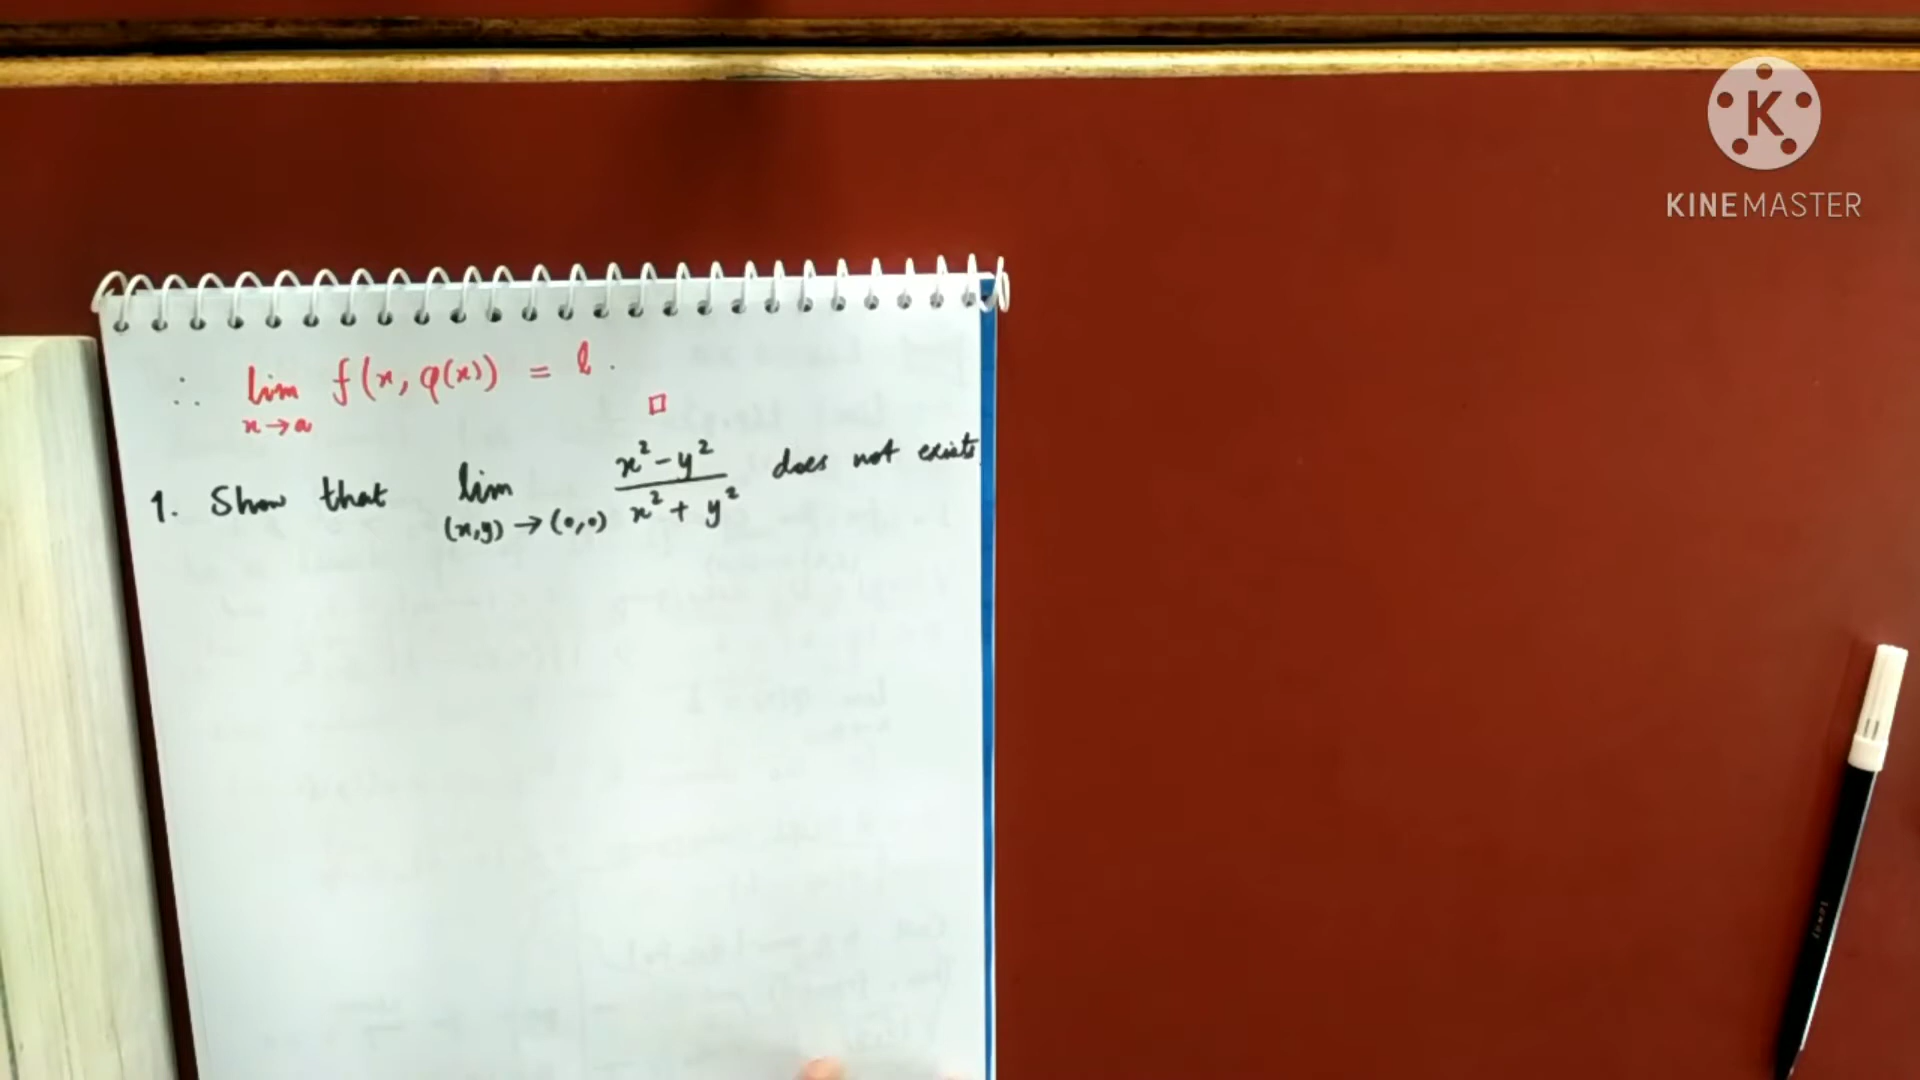 K
KINEMASTER
∴ lim f(x, φ(x)) = l.
x→a
□
1. Show that lim x²-y² / x²+y² does not exists.
(x,y)→(0,0)